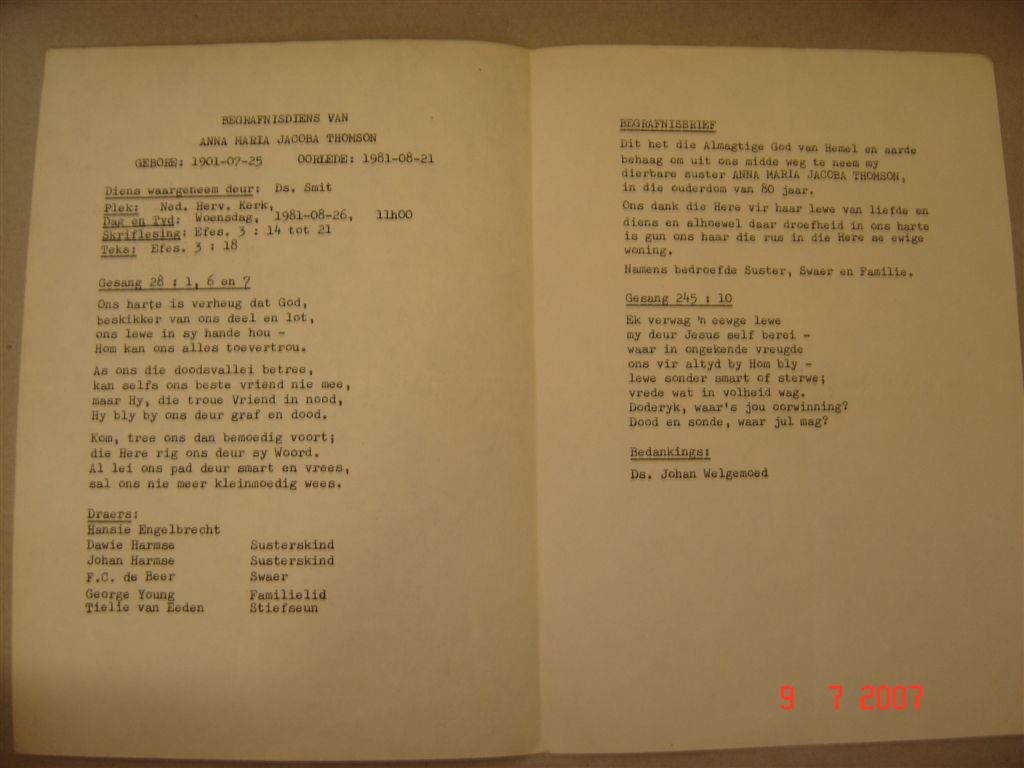 BEGRAFNISDIENS VAN
ANNA MARIA JACOBA THOMSON
GEBORE: 1901-07-25 OORLEDE: 1981-08-21
Diens waargeneem deur: Ds. Smit
Plek: Ned. Herv. Kerk,
Dag en Tyd: Woensdag, 1981-08-26, 11h00
Skriflesing: Efes. 3 : 14 tot 21
Teks: Efes. 3 : 18
Gesang 28 : 1, 6 en 7
Ons harte is verheug dat God,
beskikker van ons deel en lot,
ons lewe in sy hande hou -
Hom kan ons alles toevertrou.
As ons die doodsvallei betree,
kan selfs ons beste vriend nie mee,
maar Hy, die troue Vriend in nood,
Hy bly by ons deur graf en dood.
Kom, tree ons dan bemoedig voort;
die Here rig ons deur sy Woord.
Al lei ons pad deur smart en vrees,
sal ons nie meer kleinmoedig wees.
Draers:
Hansie Engelbrecht
Dawie Harmse Susterskind
Johan Harmse Susterskind
F.C. de Beer Swaer
George Young Familielid
Tielie van Eeden Stiefseun
BEGRAFNISBRIEF
Dit het die Almagtige God van Hemel en aarde
behaag om uit ons midde weg te neem my
dierbare suster ANNA MARIA JACOBA THOMSON,
in die ouderdom van 80 jaar.
Ons dank die Here vir haar lewe van liefde en
diens en alhoewel daar droefheid in ons harte
is gun ons haar die rus in die Here se ewige
woning.
Namens bedroefde Suster, Swaer en Familie.
Gesang 245 : 10
Ek verwag 'n eewge lewe
my deur Jesus self berei -
waar in ongekende vreugde
ons vir altyd by Hom bly -
lewe sonder smart of sterwe;
vrede wat in volheid wag.
Doderyk, waar's jou oorwinning?
Dood en sonde, waar jul mag?
Bedankings:
Ds. Johan Welgemoed
9 7 2007